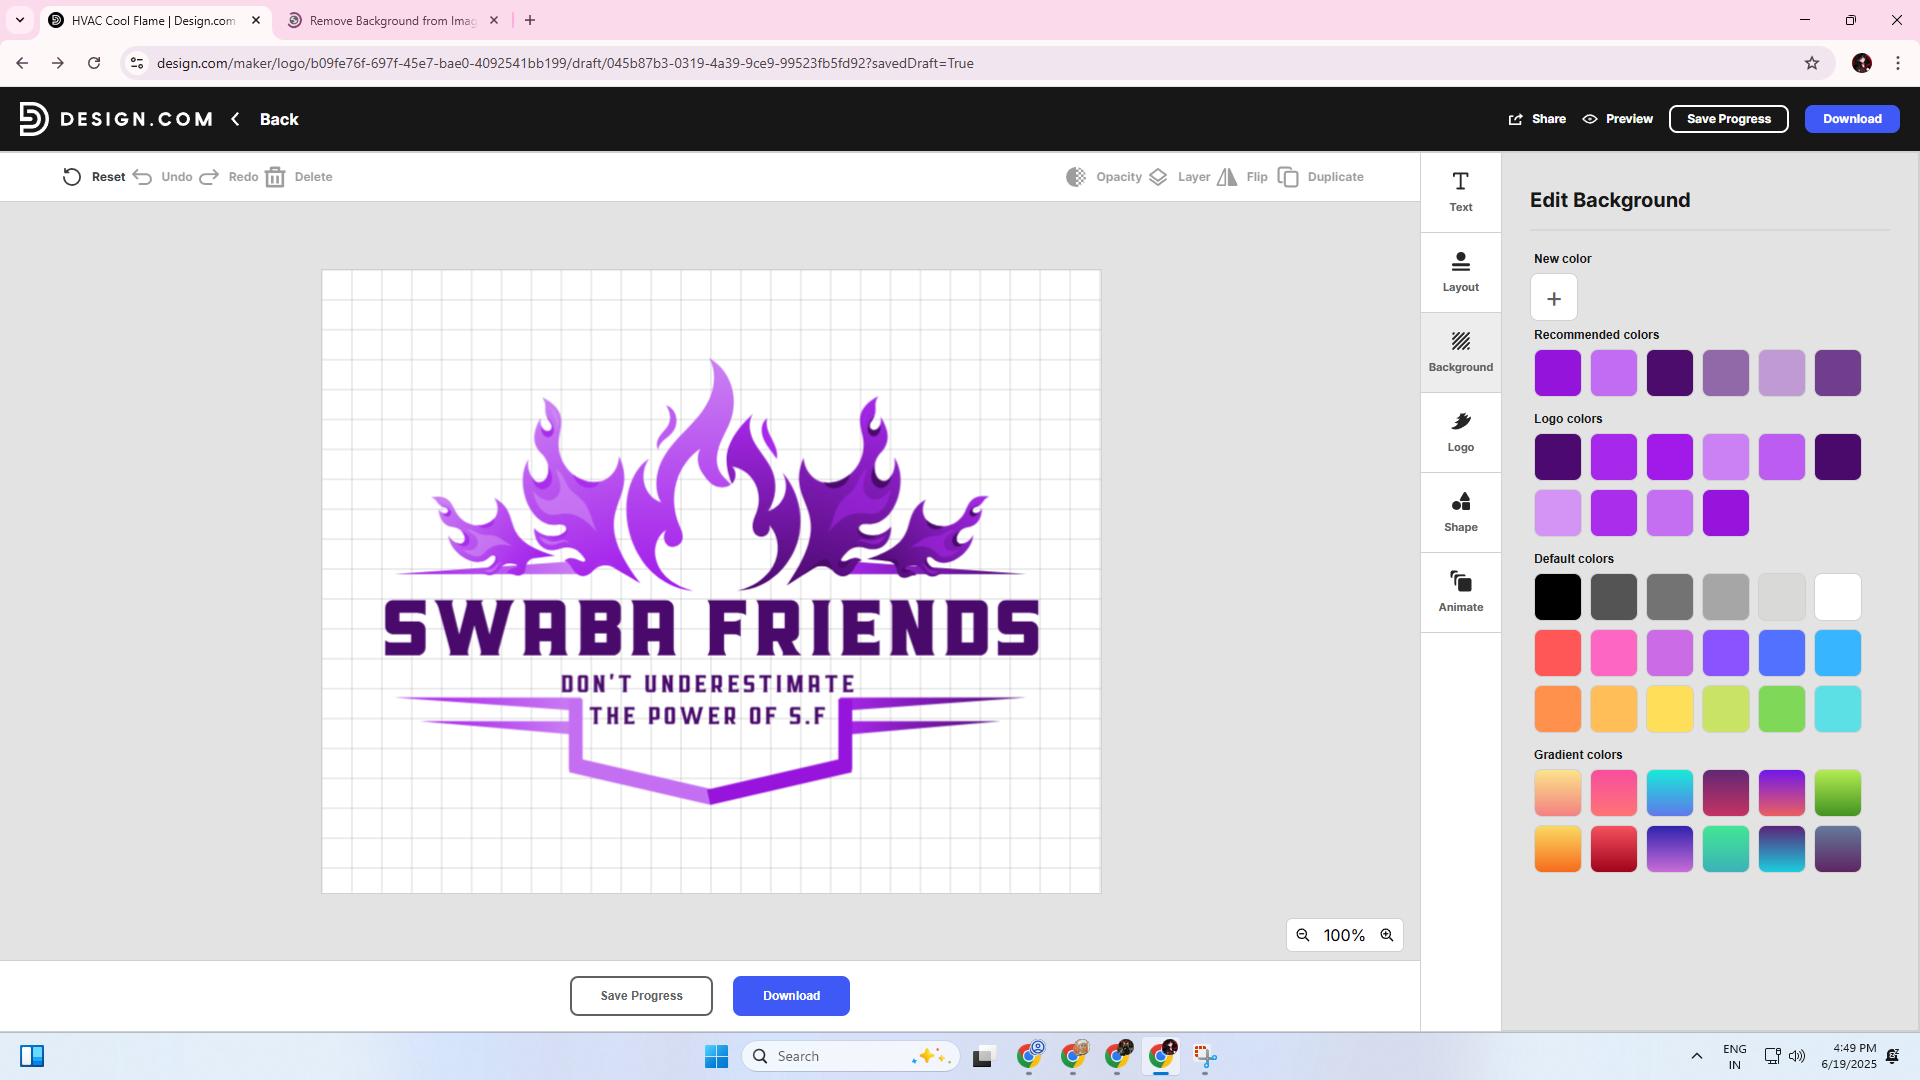 HVAC Cool Flame | Design.com
Remove Background from Imag
design.com/maker/logo/b09fe76f-697f-45e7-bae0-4092541bb199/draft/045b87b3-0319-4a39-9ce9-99523fb5fd92?savedDraft=True
DESIGN.COM
Back
Share
Preview
Save Progress
Download
Reset
Undo
Redo
Delete
Opacity
Layer
Flip
Duplicate
Text
Layout
Background
Logo
Shape
Animate
Edit Background
New color
Recommended colors
Logo colors
Default colors
Gradient colors
SWABA FRIENDS
DON'T UNDERESTIMATE
THE POWER OF S.F
100%
Save Progress
Download
Search
ENG
IN
4:49 PM
6/19/2025